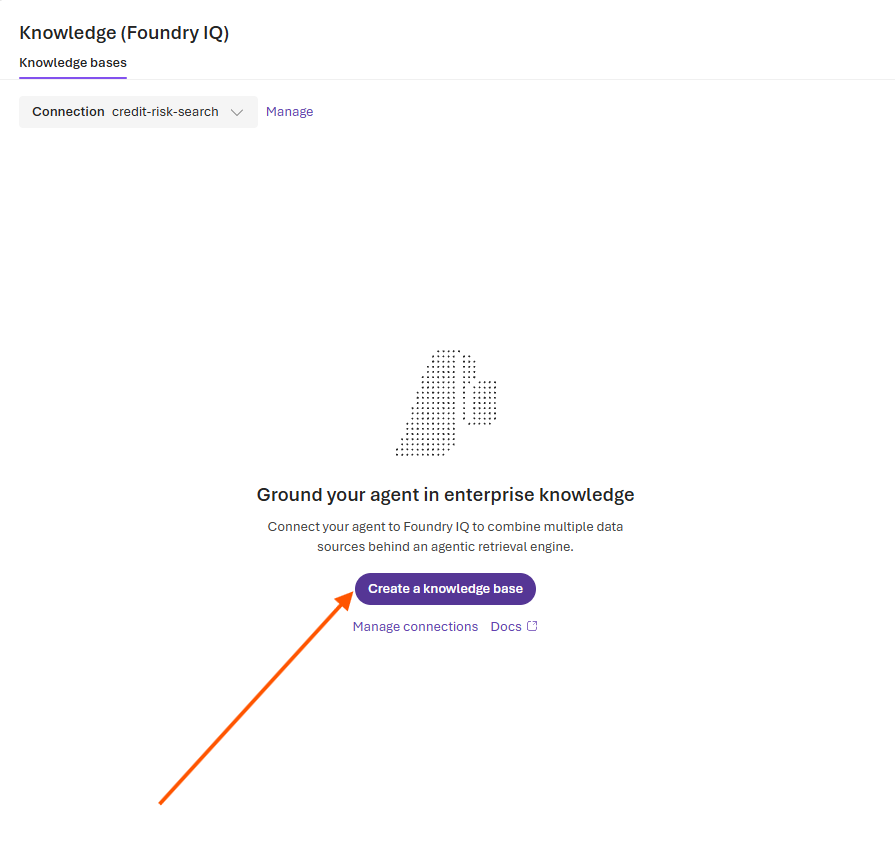 Knowledge (Foundry IQ)
Knowledge bases
Connection credit-risk-search Manage
Ground your agent in enterprise knowledge
Connect your agent to Foundry IQ to combine multiple data
sources behind an agentic retrieval engine.
Create a knowledge base
Manage connections Docs